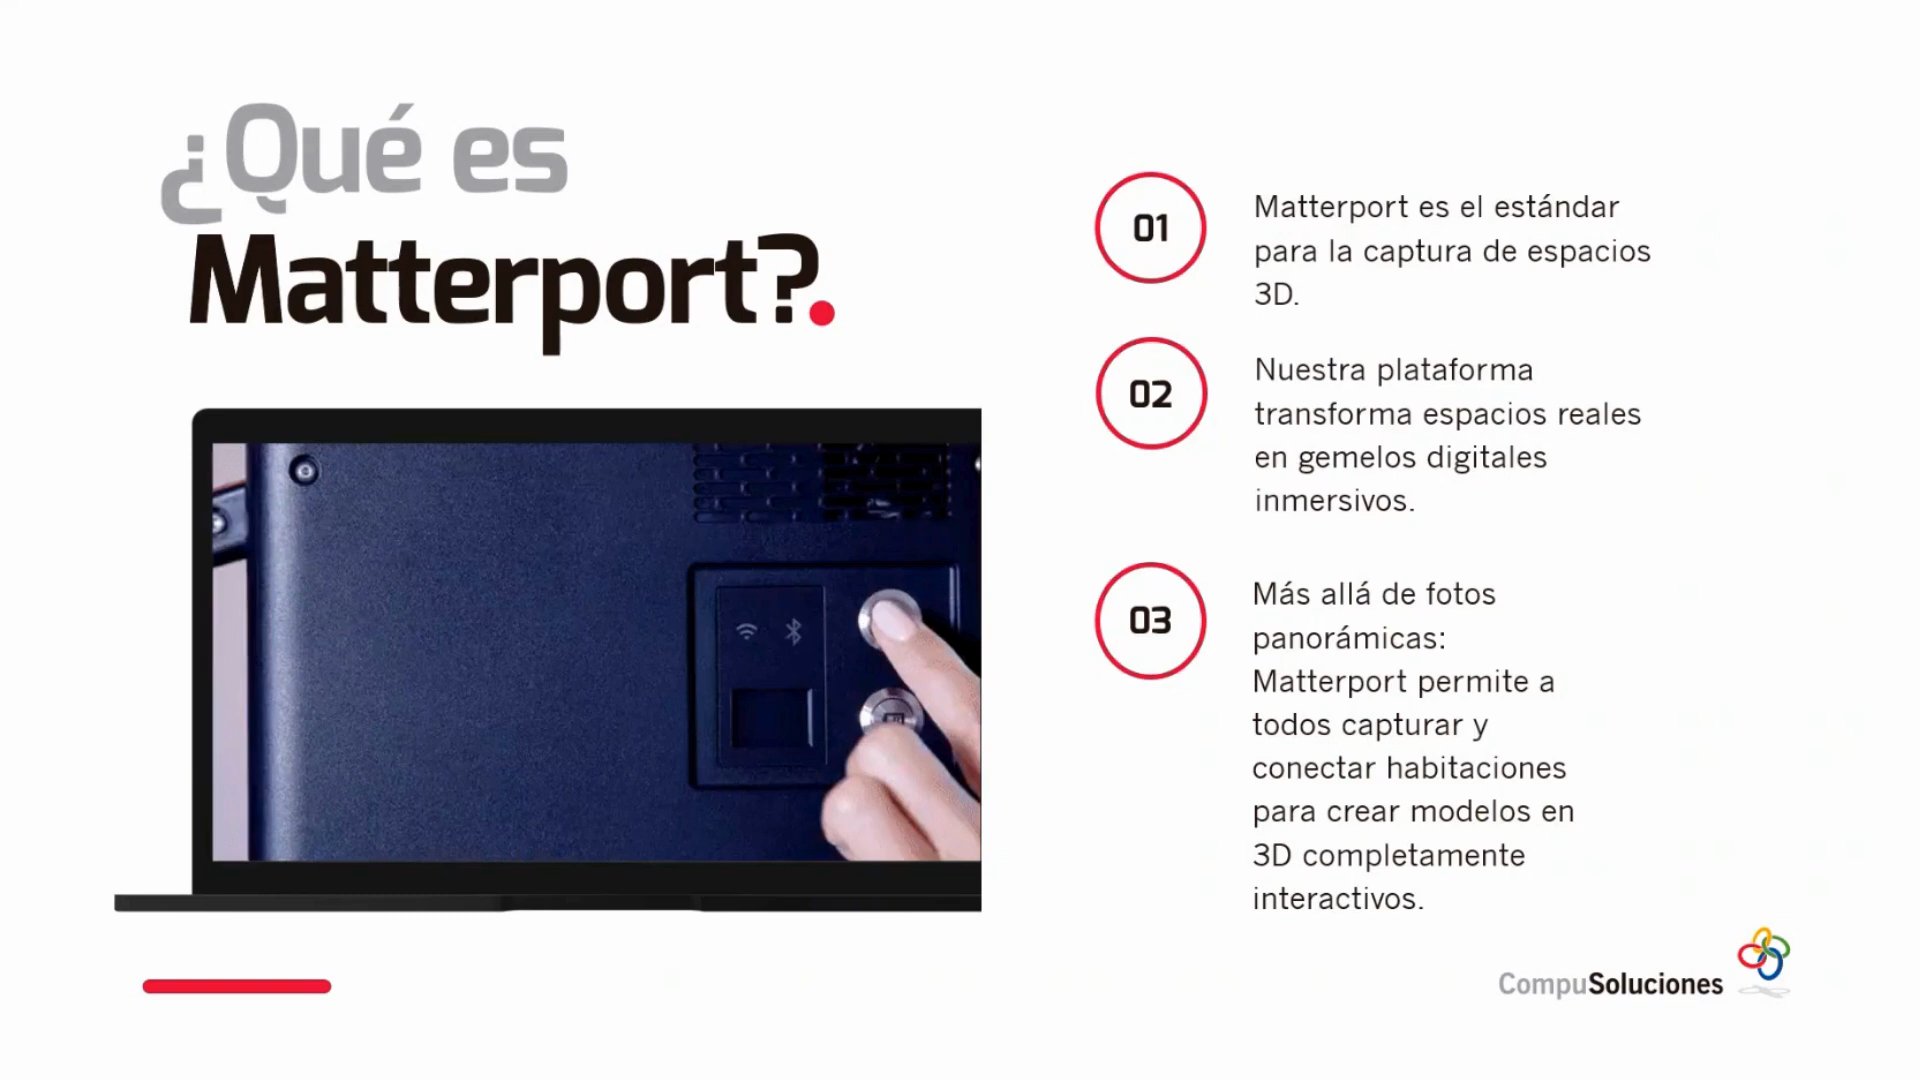 ¿Qué es
Matterport?.
01
Matterport es el estándar
para la captura de espacios
3D.
02
Nuestra plataforma
transforma espacios reales
en gemelos digitales
inmersivos.
03
Más allá de fotos
panorámicas:
Matterport permite a
todos capturar y
conectar habitaciones
para crear modelos en
3D completamente
interactivos.
CompuSoluciones